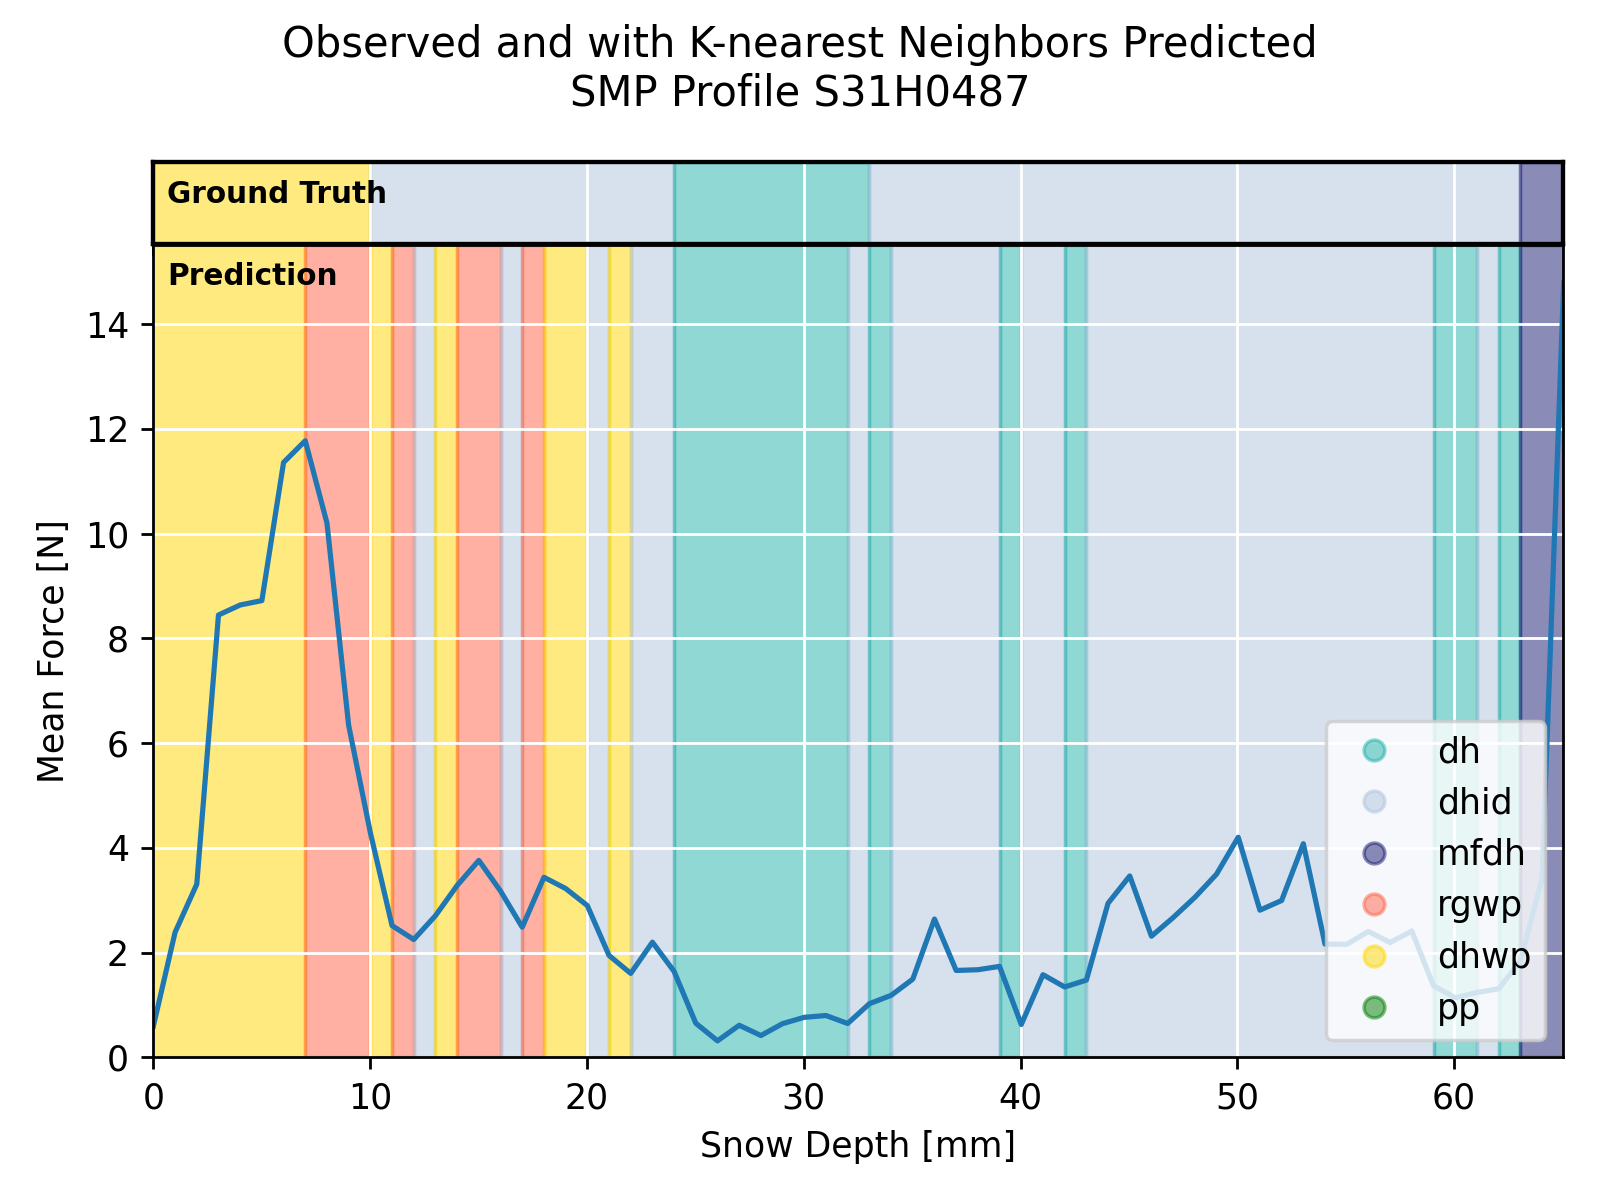 Observed and with K-nearest Neighbors Predicted
SMP Profile S31H0487
Ground Truth
Prediction
14
12
10
8
6
4
2
0
Mean Force [N]
dh
dhid
mfdh
rgwp
dhwp
pp
0 10 20 30 40 50 60
Snow Depth [mm]